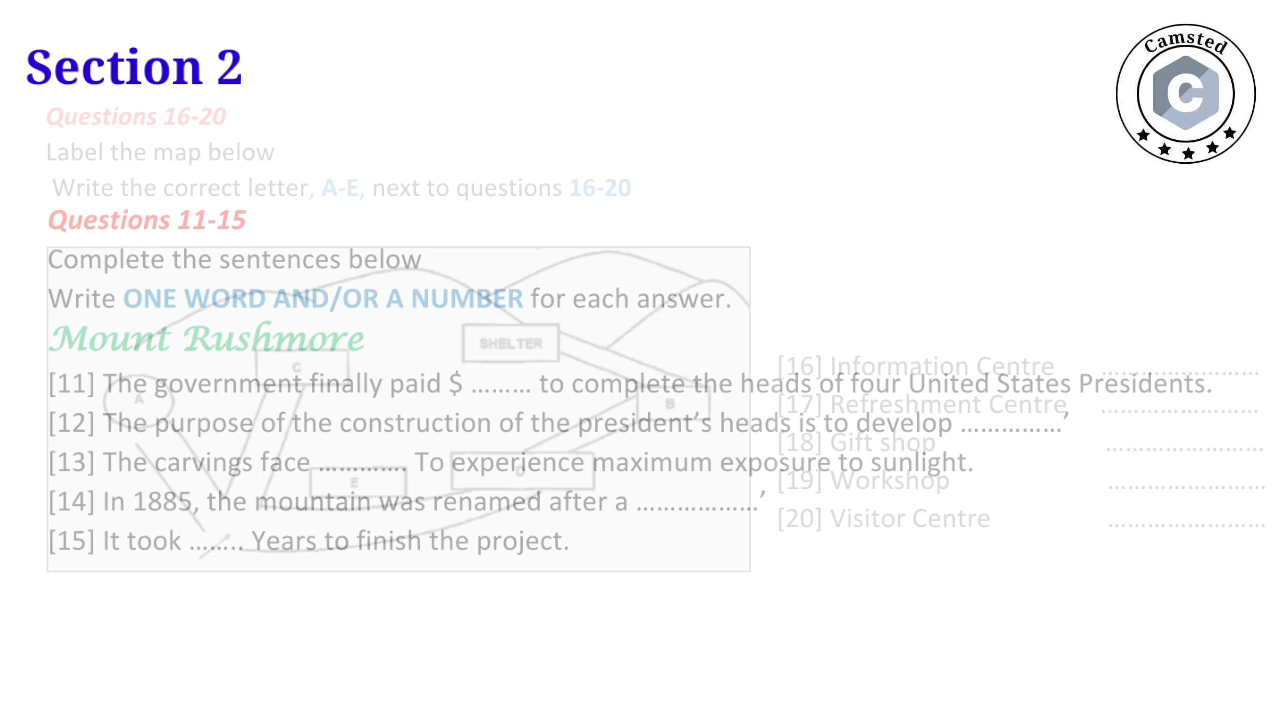 Section 2
Camsted
C
Questions 16-20
Label the map below
Write the correct letter, A-E, next to questions 16-20
Questions 11-15
Complete the sentences below
Write ONE WORD AND/OR A NUMBER for each answer.
Mount Rushmore
[11] The government finally paid $ ……… to complete the heads of four United States Presidents.
[12] The purpose of the construction of the president's heads is to develop ……………'
[13] The carvings face …………. To experience maximum exposure to sunlight.
[14] In 1885, the mountain was renamed after a ………………'
[15] It took …….. Years to finish the project.
SHELTER
C
A
B
E
D
[16] Information Centre ……………………
[17] Refreshment Centre ……………………
[18] Gift shop ……………………
[19] Workshop ……………………
[20] Visitor Centre ……………………